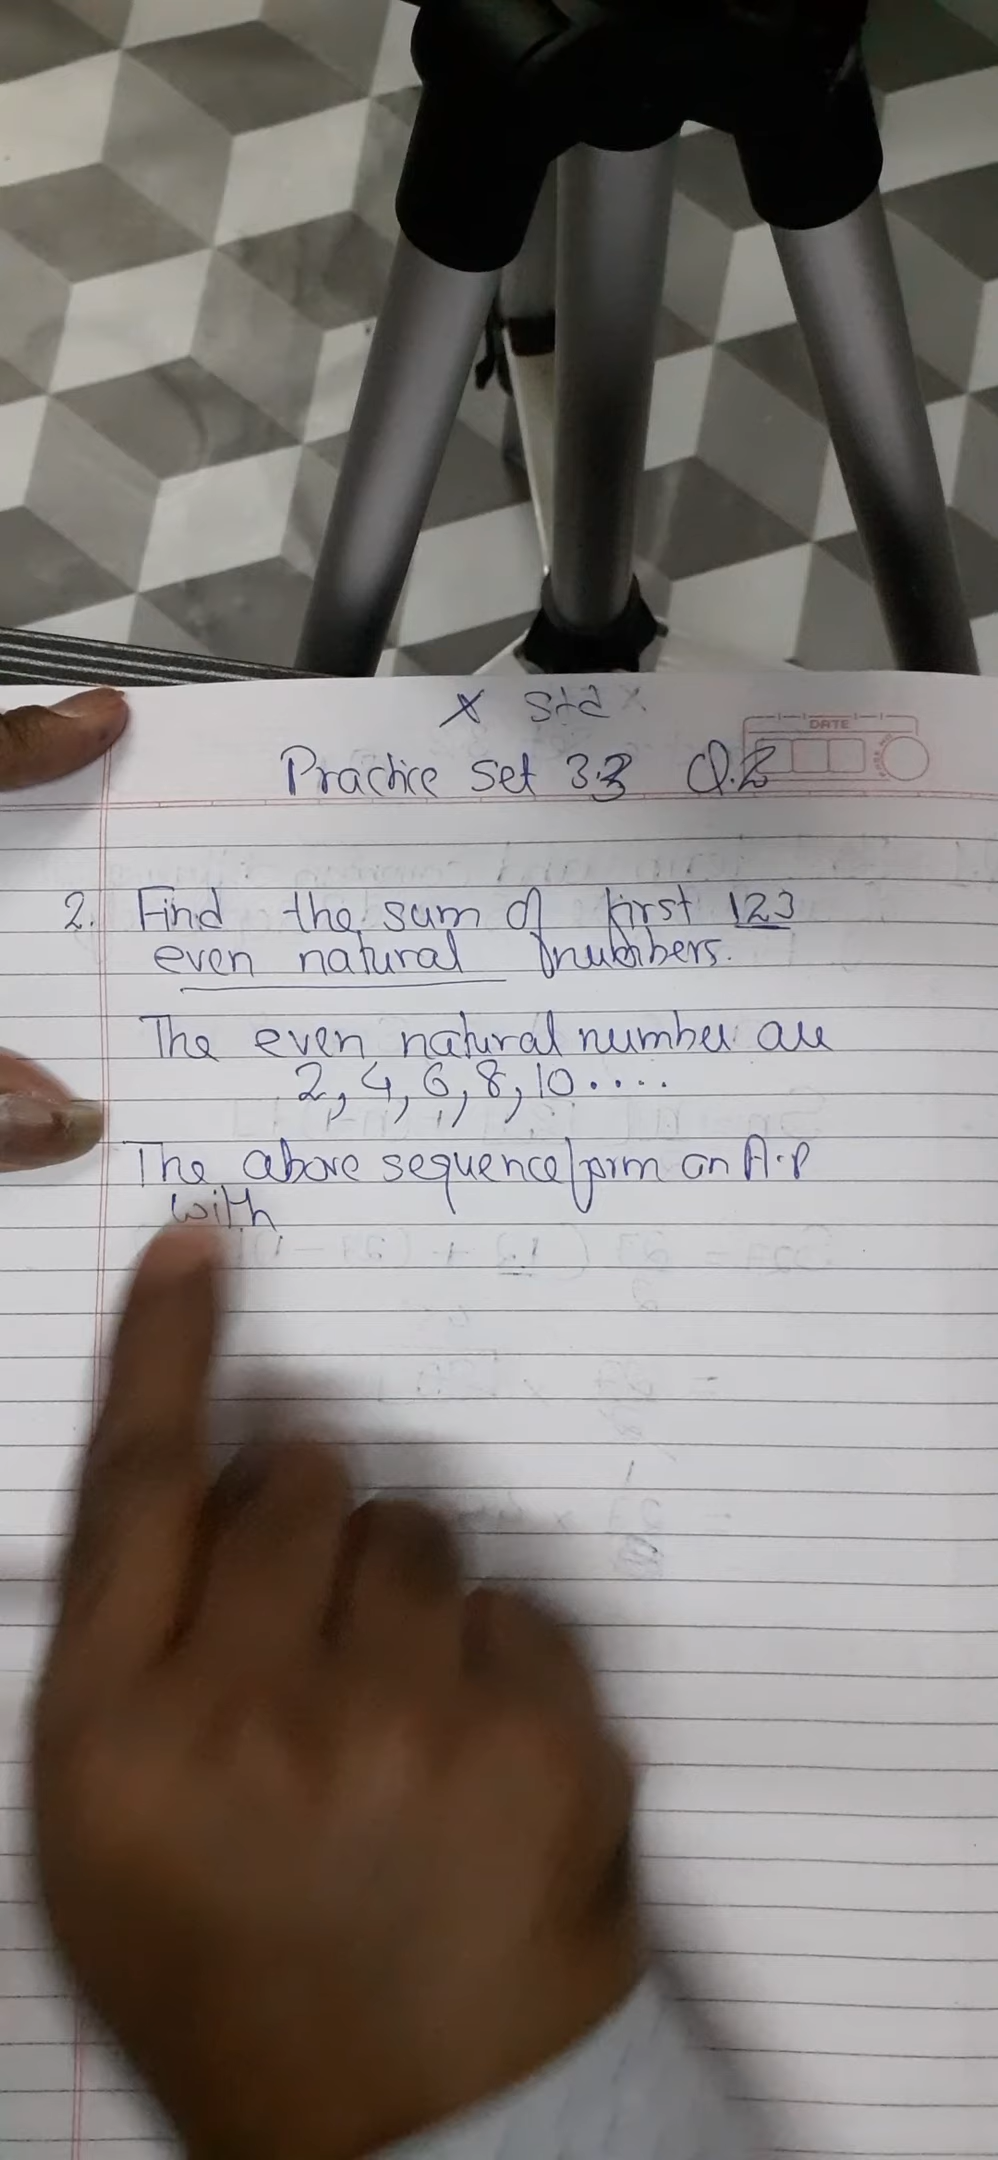 X Std X
DATE
Practice Set 3.3 Q.2
2. Find the sum of first 123
even natural numbers.
The even natural number are
2, 4, 6, 8, 10....
The above sequence form an A.P
with